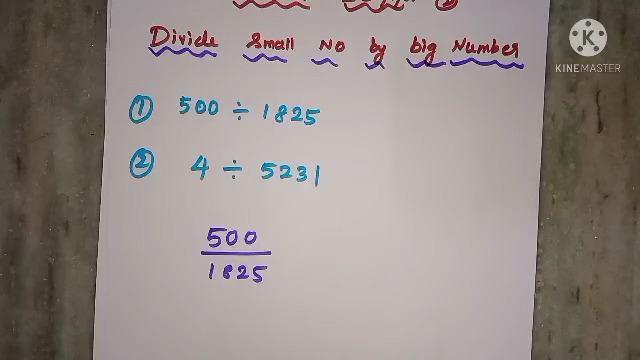 Divide Small No by big Number
KINEMASTER
① 500 ÷ 1825
② 4 ÷ 5231
500
1825